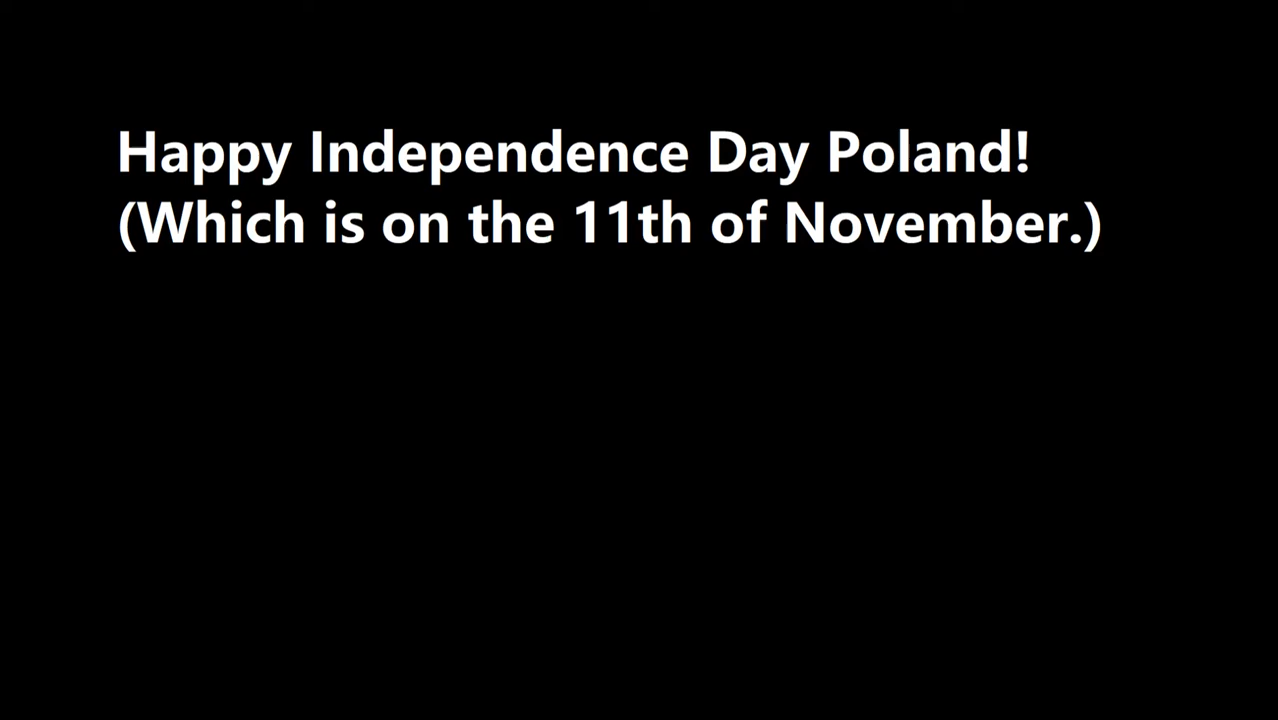 Happy Independence Day Poland!
(Which is on the 11th of November.)